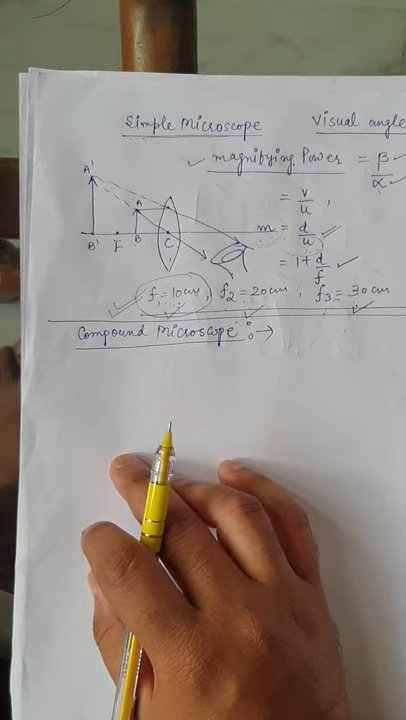 Simple Microscope
Visual angle
magnifying Power = β/α
= v/u ,
m = d/u
= 1 + d/f
A'
A
B'
F
B
C
f₁ = 10cm, f₂ = 20cm, f₃ = 30cm
Compound Microscope : →